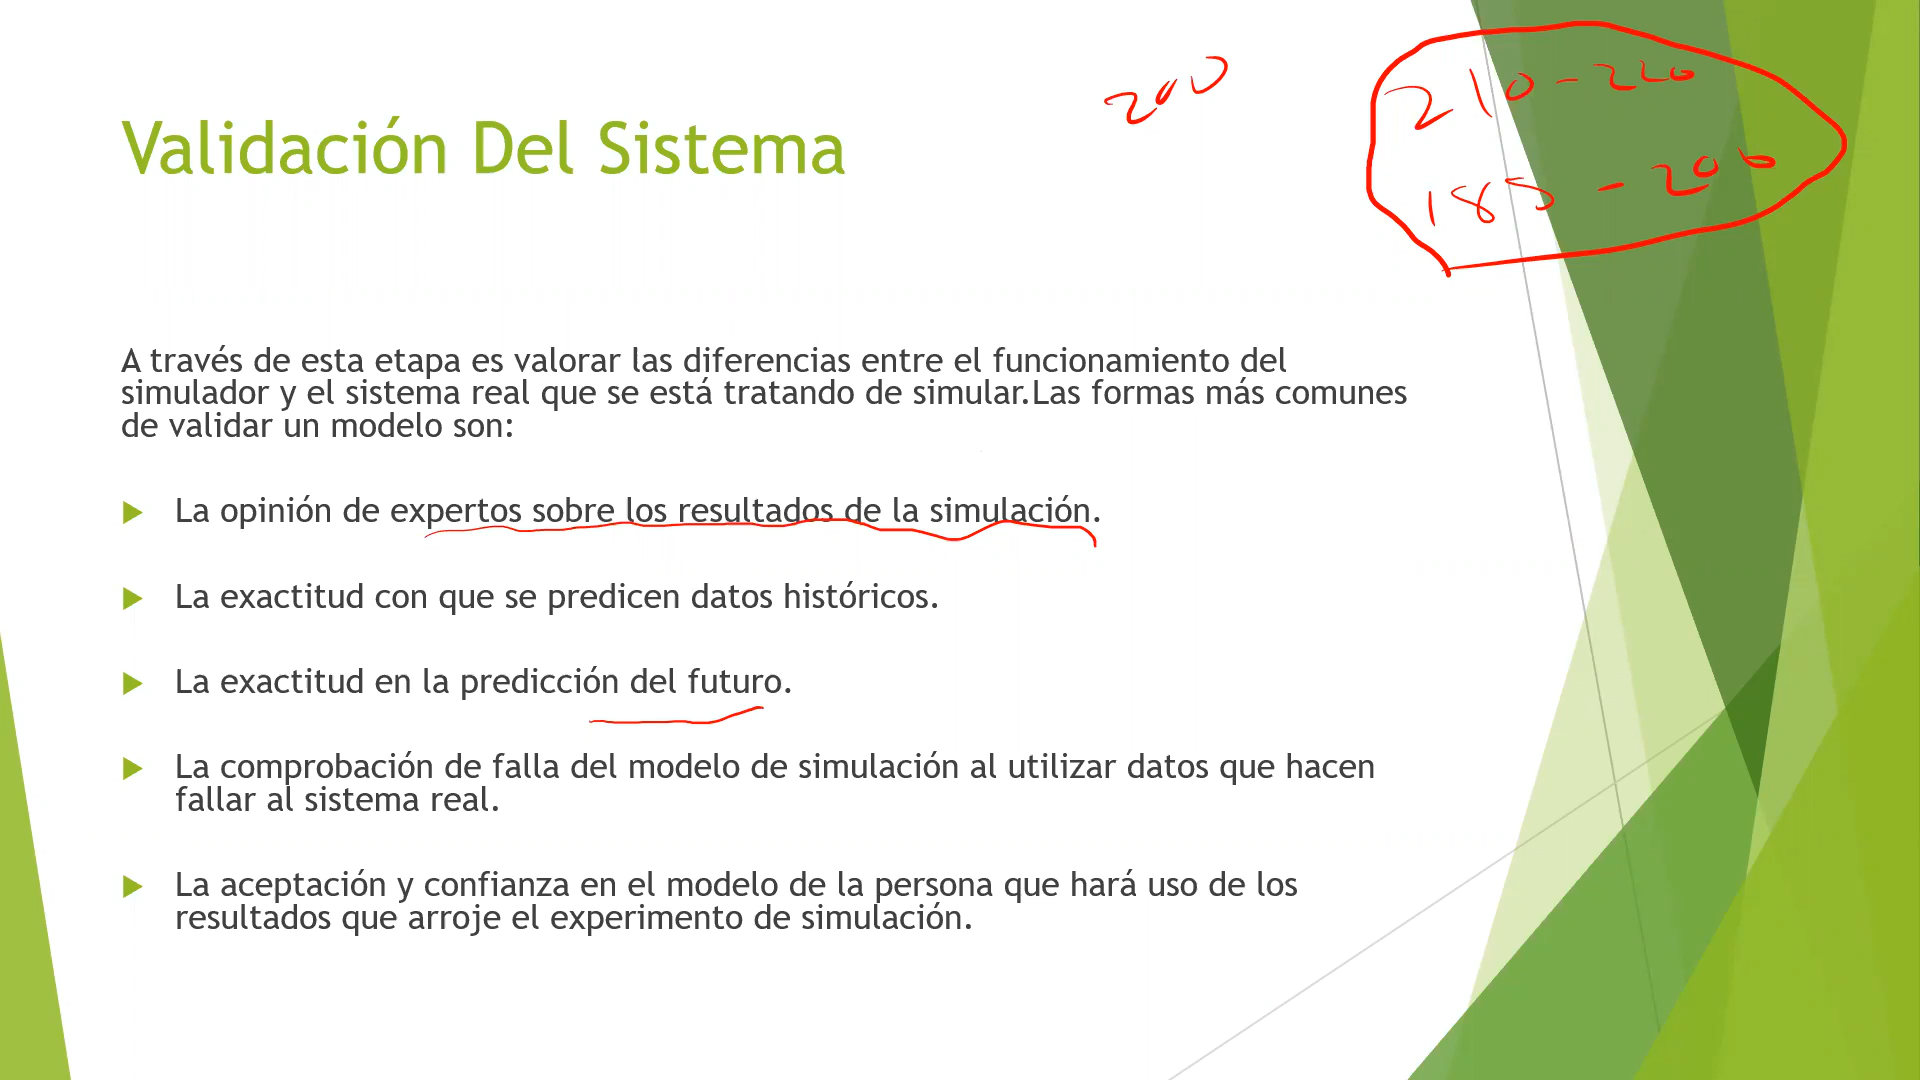 200
210-220
185 - 200
Validación Del Sistema
A través de esta etapa es valorar las diferencias entre el funcionamiento del
simulador y el sistema real que se está tratando de simular.Las formas más comunes
de validar un modelo son:
La opinión de expertos sobre los resultados de la simulación.
La exactitud con que se predicen datos históricos.
La exactitud en la predicción del futuro.
La comprobación de falla del modelo de simulación al utilizar datos que hacen
fallar al sistema real.
La aceptación y confianza en el modelo de la persona que hará uso de los
resultados que arroje el experimento de simulación.